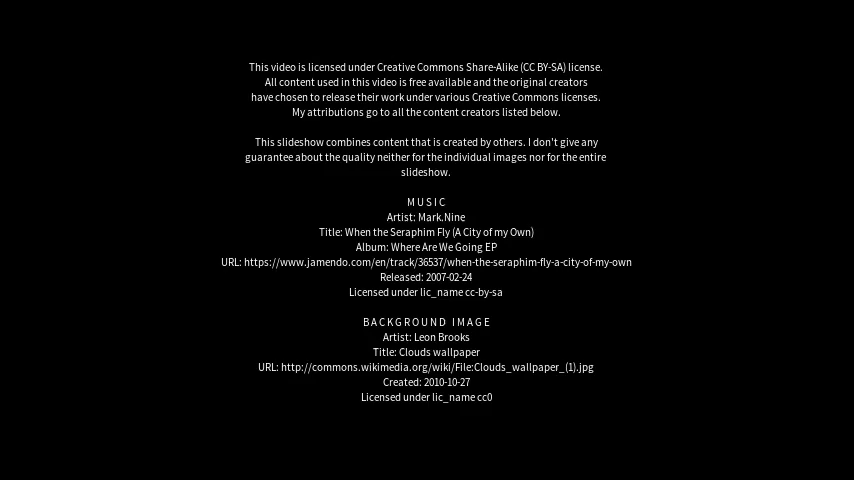 This video is licensed under Creative Commons Share-Alike (CC BY-SA) license.
All content used in this video is free available and the original creators
have chosen to release their work under various Creative Commons licenses.
My attributions go to all the content creators listed below.
This slideshow combines content that is created by others. I don't give any
guarantee about the quality neither for the individual images nor for the entire
slideshow.
MUSIC
Artist: Mark.Nine
Title: When the Seraphim Fly (A City of my Own)
Album: Where Are We Going EP
URL: https://www.jamendo.com/en/track/36537/when-the-seraphim-fly-a-city-of-my-own
Released: 2007-02-24
Licensed under lic_name cc-by-sa
BACKGROUND IMAGE
Artist: Leon Brooks
Title: Clouds wallpaper
URL: http://commons.wikimedia.org/wiki/File:Clouds_wallpaper_(1).jpg
Created: 2010-10-27
Licensed under lic_name cc0